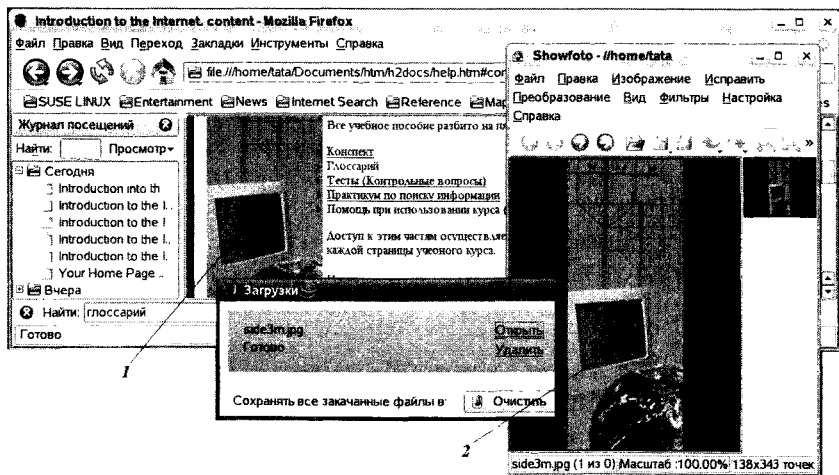 Introduction to the Internet. content - Mozilla Firefox
Файл Правка Вид Переход Закладки Инструменты Справка
file:///home/tata/Documents/htm/h2docs/help.htm#cor
SUSE LINUX Entertainment News Internet Search Reference Map s
Журнал посещений
Найти: Просмотр
Сегодня
Introduction into th
Introduction to the I..
Introduction to the I
Introduction to the I..
Introduction to the I.
Your Home Page ..
Вчера
Все учебное пособие разбито на
Конспект
Глоссарий
Тесты (Контрольные вопросы)
Практикум по поиску информации
Помощь при использовании курса (
Доступ к этим частям осуществляе
каждой страницы учебного курса.
Найти: глоссарий
Готово
Загрузки
side3m.jpg
Готово
Открыть
Удалить
Сохранять все закачанные файлы в:
Очистить
Showfoto - //home/tata
Файл Правка Изображение Исправить
Преобразование Вид Фильтры Настройка
Справка
»
side3m.jpg (1 из 0) Масштаб :100.00% 138x343 точек
1
2